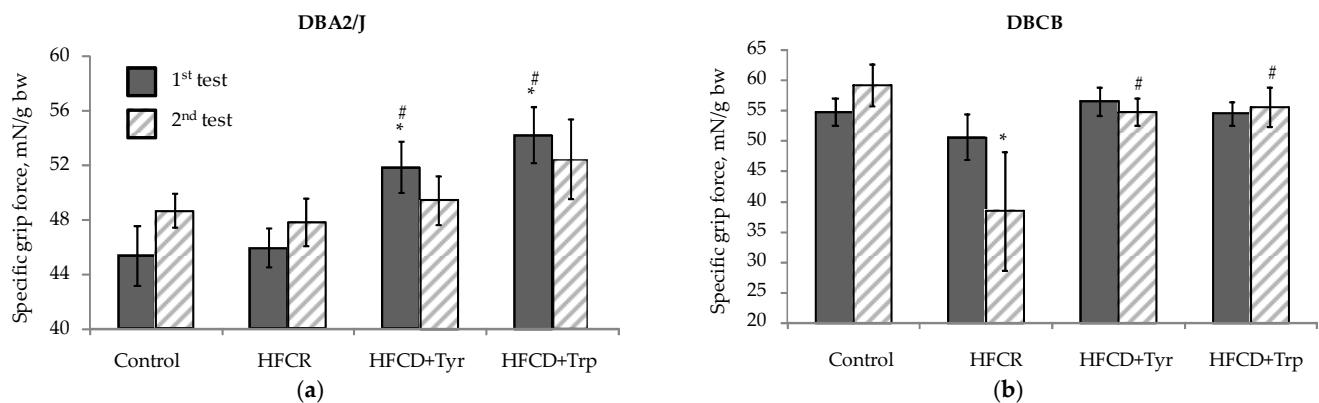 DBA2/J
Specific grip force, mN/g bw
60
56
52
48
44
40
1st test
2nd test
#
*
#
*
Control HFCR HFCD+Tyr HFCD+Trp
(a)
DBCB
Specific grip force, mN/g bw
65
60
55
50
45
40
35
30
25
20
*
#
#
Control HFCR HFCD+Tyr HFCD+Trp
(b)